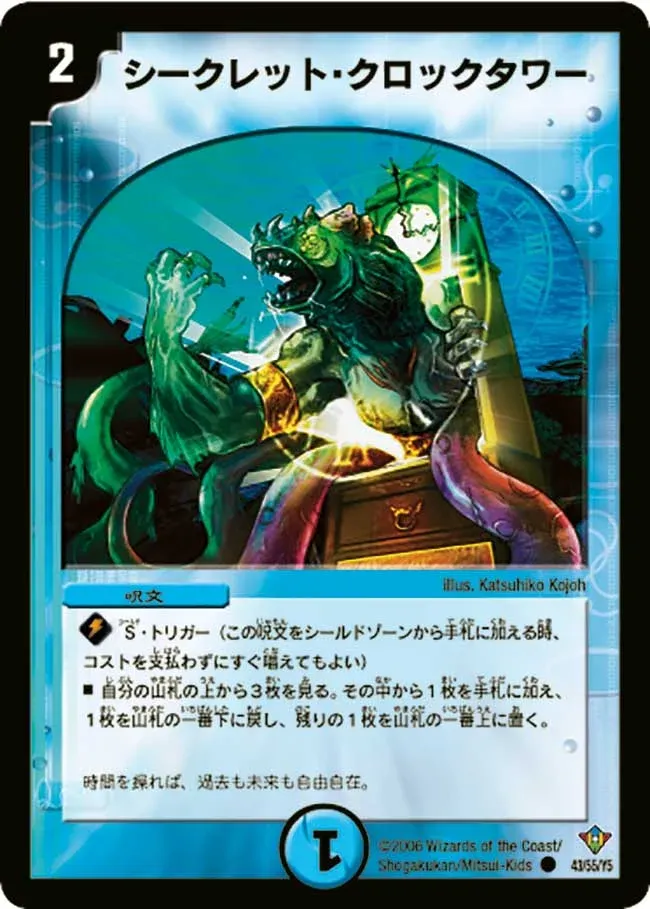 2
シークレット・クロックタワー
illus. Katsuhiko Kojoh
呪文
S・トリガー（この呪文をシールドゾーンから手札に加える時、
コストを支払わずにすぐ唱えてもよい）
■ 自分の山札の上から3枚を見る。その中から1枚を手札に加え、
1枚を山札の一番下に戻し、残りの1枚を山札の一番上に置く。
時間を操れば、過去も未来も自由自在。
1
©2006 Wizards of the Coast/
Shogakukan/Mitsui-Kids
43/55/Y5